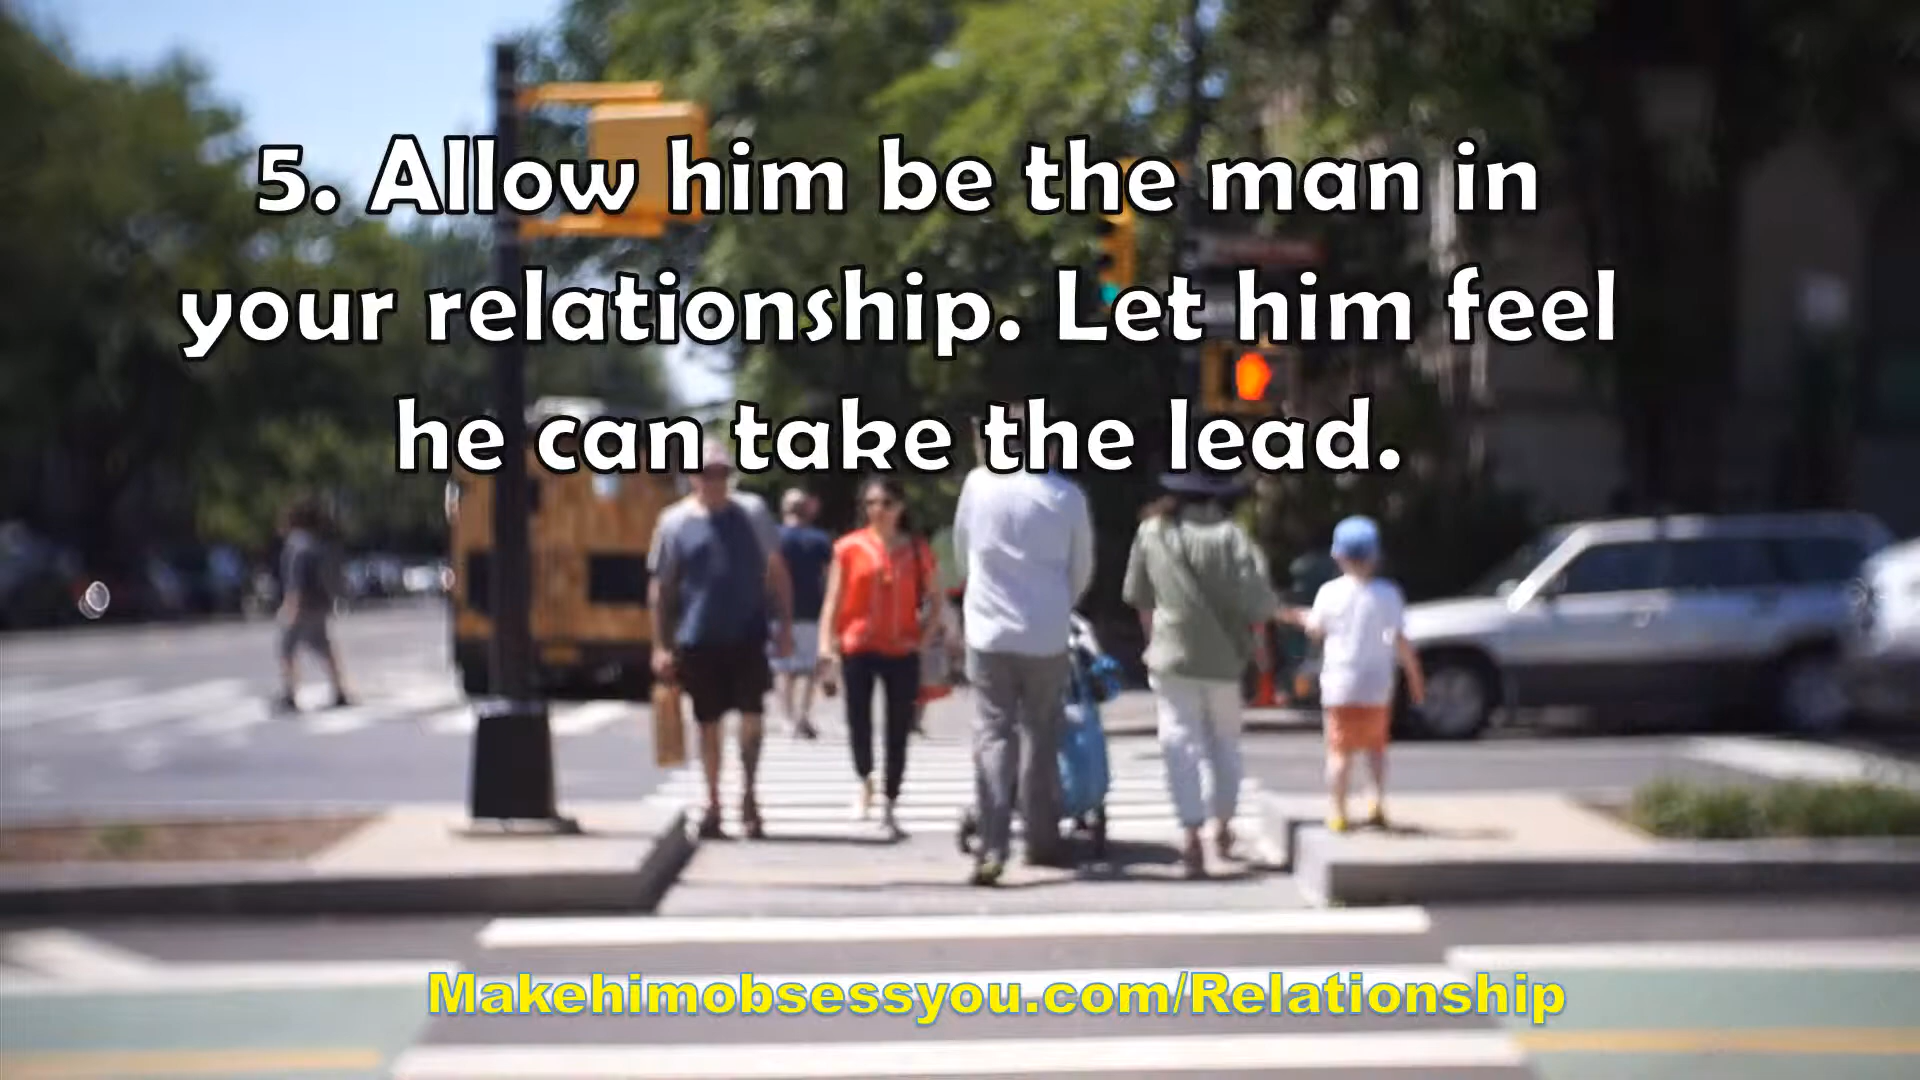 5. Allow him be the man in
your relationship. Let him feel
he can take the lead.
Makehimobsessyou.com/Relationship